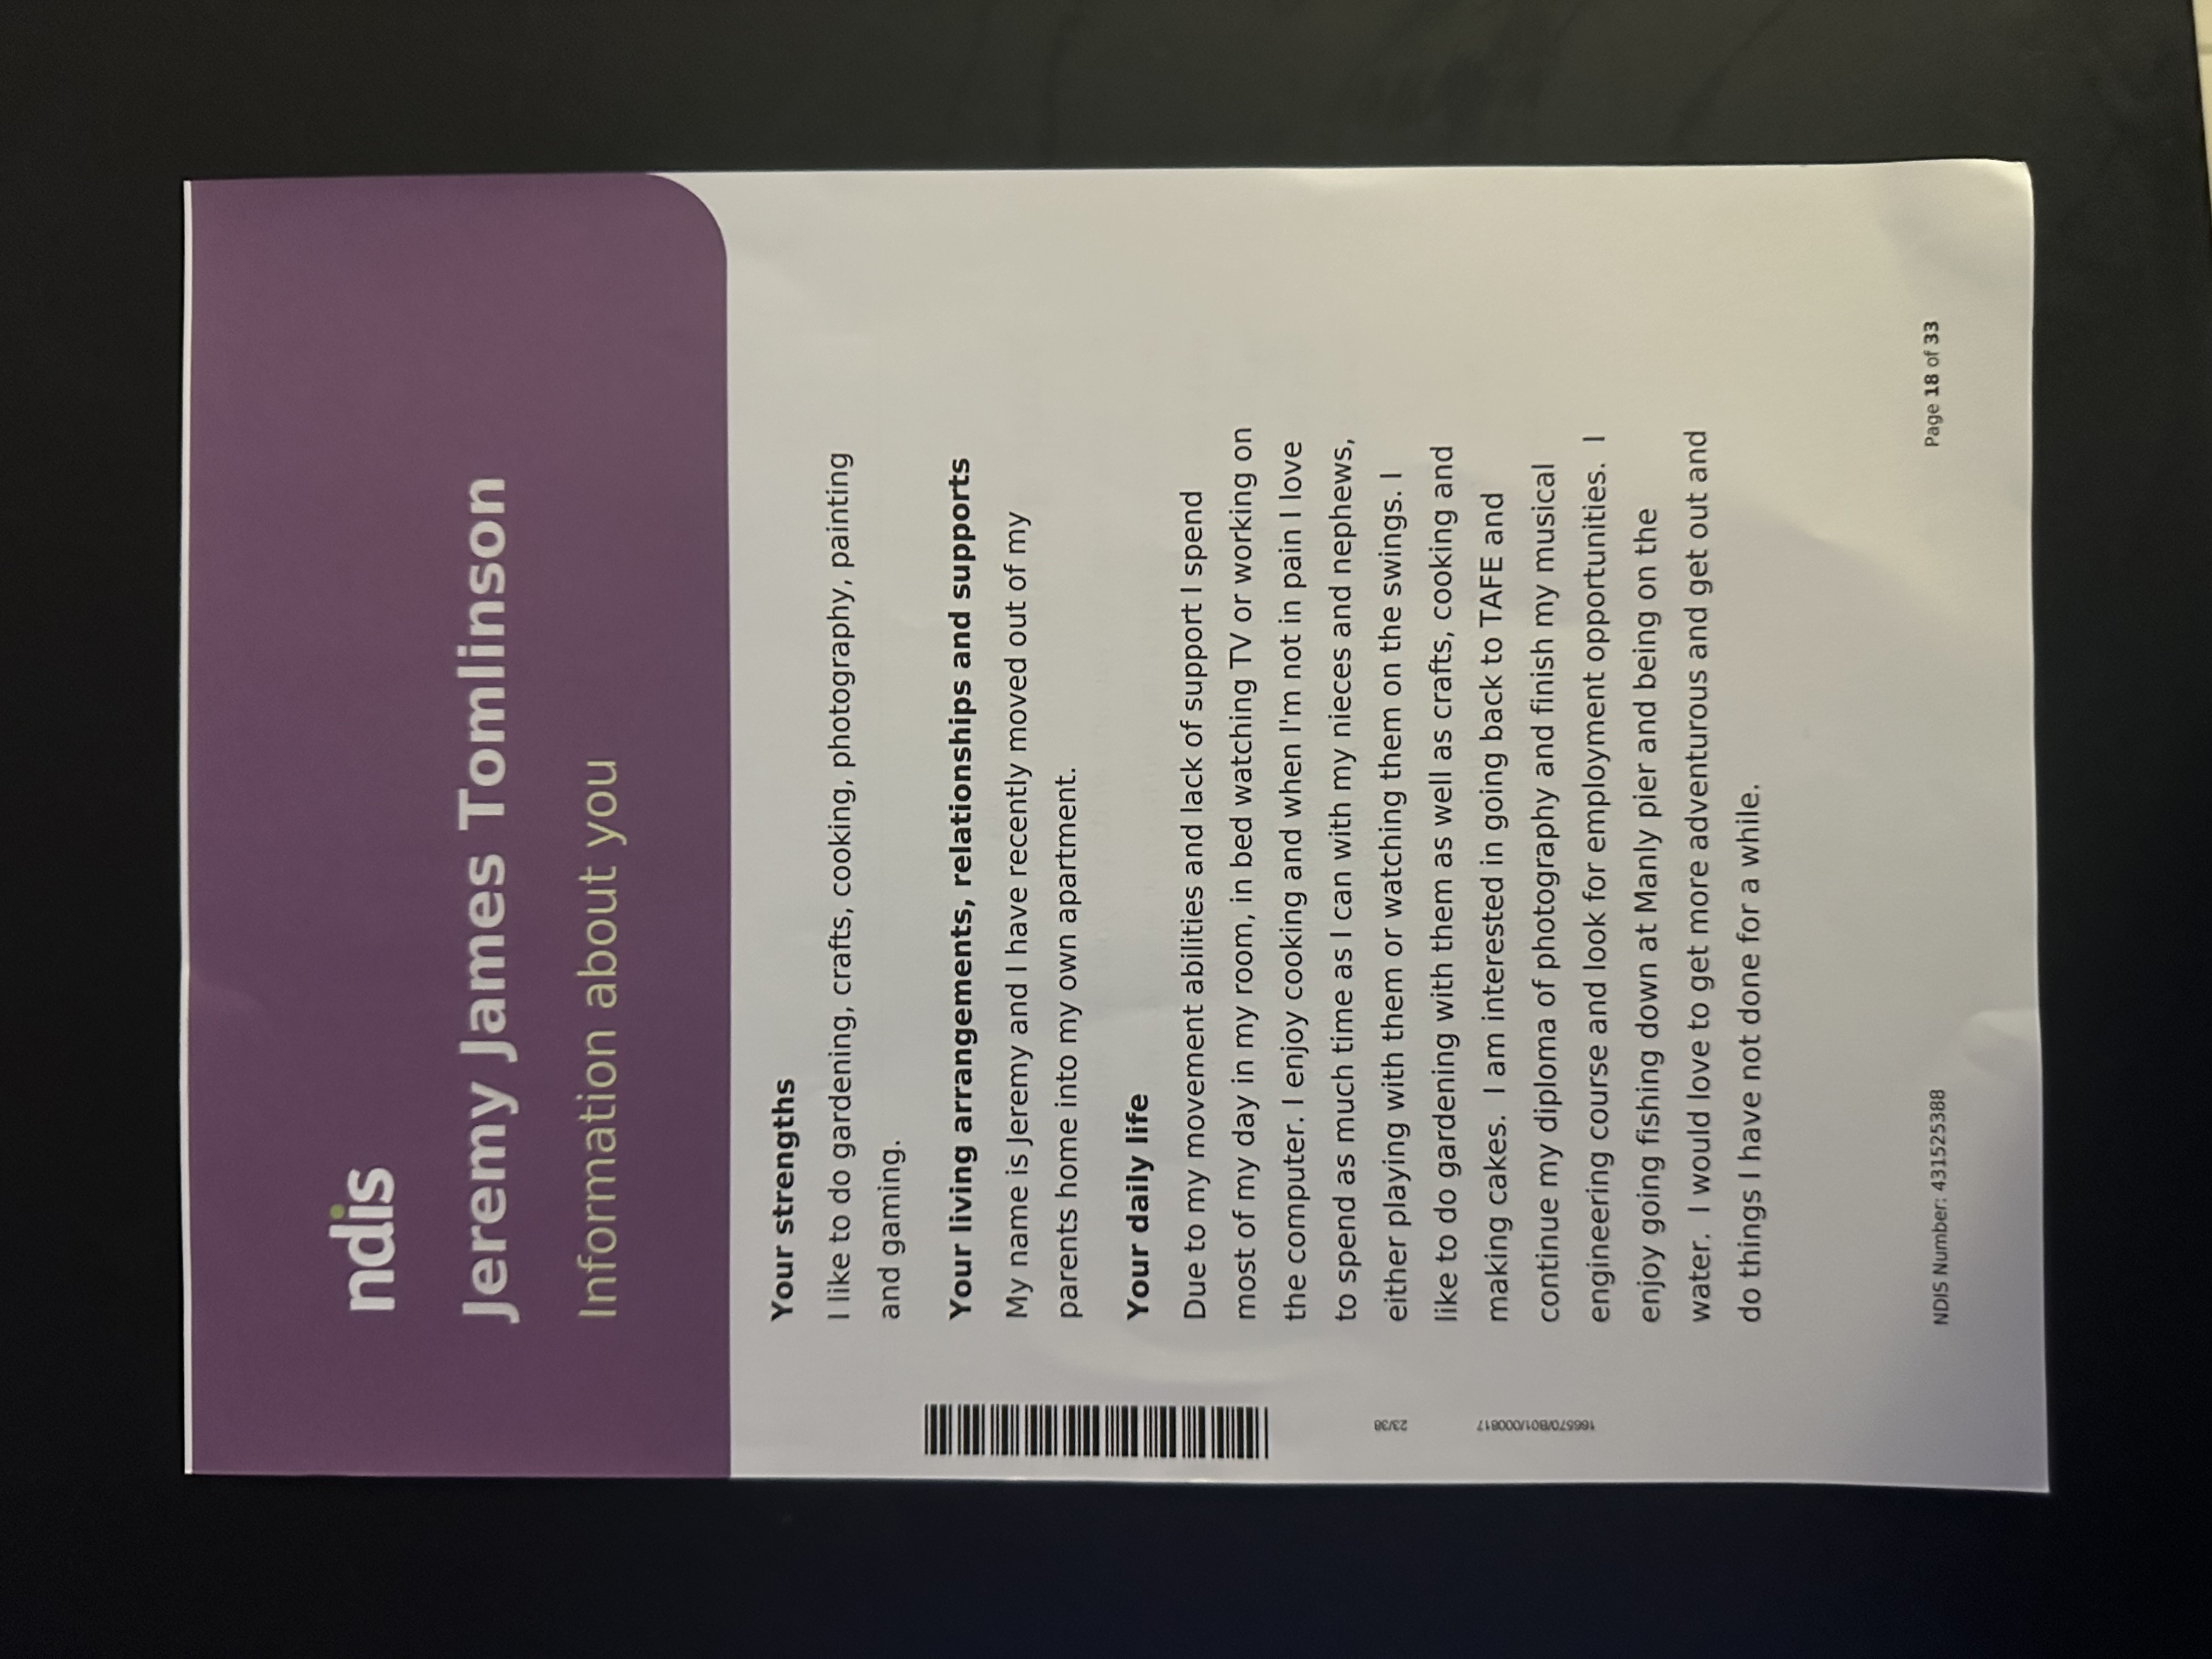 ndis
Jeremy James Tomlinson
Information about you
Your strengths
I like to do gardening, crafts, cooking, photography, painting
and gaming.
Your living arrangements, relationships and supports
My name is Jeremy and I have recently moved out of my
parents home into my own apartment.
Your daily life
Due to my movement abilities and lack of support I spend
most of my day in my room, in bed watching TV or working on
the computer. I enjoy cooking and when I'm not in pain I love
to spend as much time as I can with my nieces and nephews,
either playing with them or watching them on the swings. I
like to do gardening with them as well as crafts, cooking and
making cakes.  I am interested in going back to TAFE and
continue my diploma of photography and finish my musical
engineering course and look for employment opportunities.  I
enjoy going fishing down at Manly pier and being on the
water.  I would love to get more adventurous and get out and
do things I have not done for a while.
23/38
166570/B01/000817
NDIS Number: 431525388
Page 18 of 33